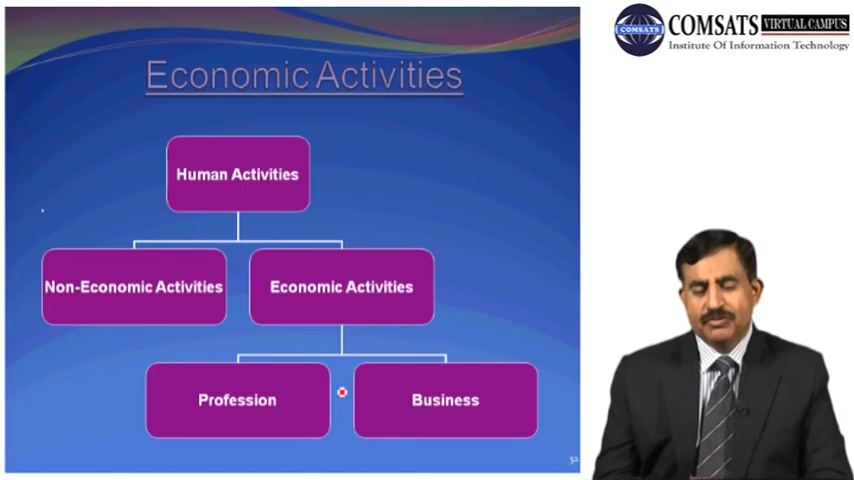 Economic Activities
Human Activities
Non-Economic Activities
Economic Activities
Profession
Business
32
COMSATS
COMSATS VIRTUAL CAMPUS
Institute Of Information Technology